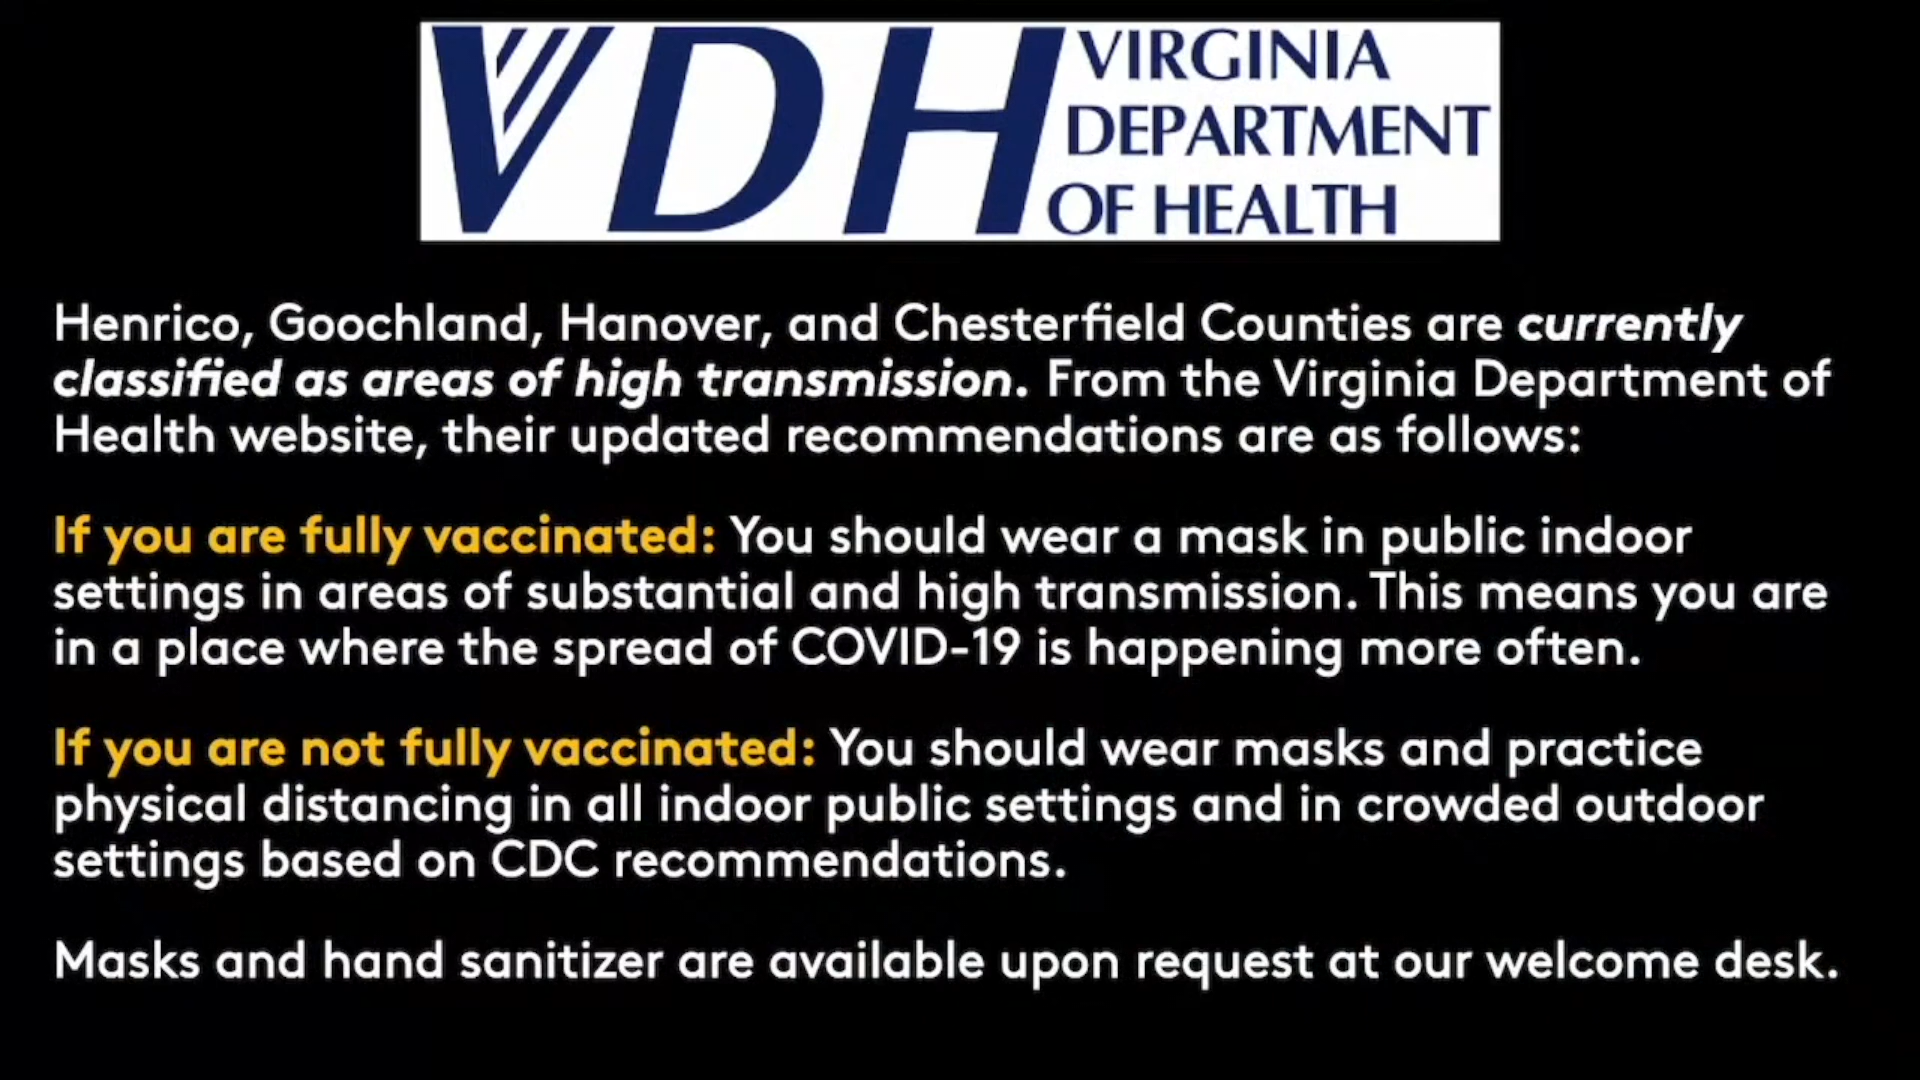 VDH VIRGINIA
DEPARTMENT
OF HEALTH
Henrico, Goochland, Hanover, and Chesterfield Counties are currently
classified as areas of high transmission. From the Virginia Department of
Health website, their updated recommendations are as follows:
If you are fully vaccinated: You should wear a mask in public indoor
settings in areas of substantial and high transmission. This means you are
in a place where the spread of COVID-19 is happening more often.
If you are not fully vaccinated: You should wear masks and practice
physical distancing in all indoor public settings and in crowded outdoor
settings based on CDC recommendations.
Masks and hand sanitizer are available upon request at our welcome desk.